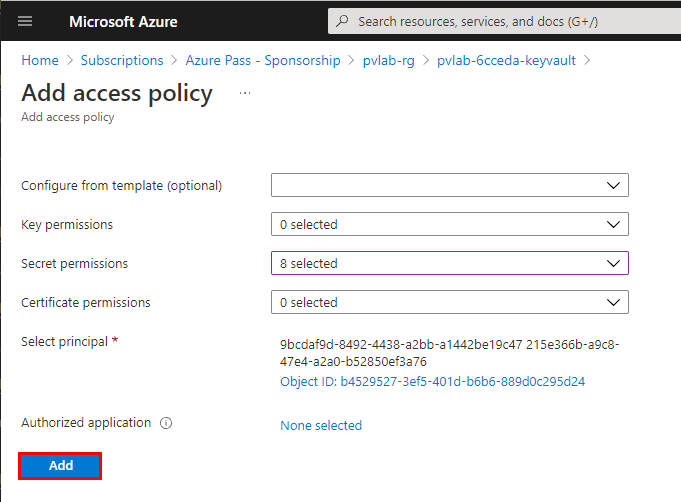 Microsoft Azure
Search resources, services, and docs (G+/)
Home > Subscriptions > Azure Pass - Sponsorship > pvlab-rg > pvlab-6cceda-keyvault >
Add access policy ...
Add access policy
Configure from template (optional)
Key permissions 0 selected
Secret permissions 8 selected
Certificate permissions 0 selected
Select principal * 9bcdaf9d-8492-4438-a2bb-a1442be19c47 215e366b-a9c8-
47e4-a2a0-b52850ef3a76
Object ID: b4529527-3ef5-401d-b6b6-889d0c295d24
Authorized application None selected
Add